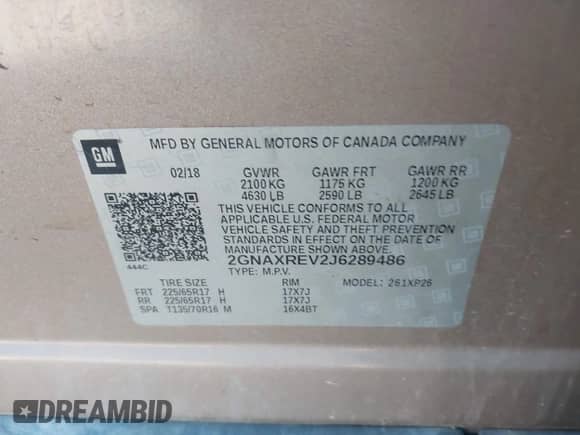 GM
MFD BY GENERAL MOTORS OF CANADA COMPANY
02/18 GVWR GAWR FRT GAWR RR
2100 KG 1175 KG 1200 KG
4630 LB 2590 LB 2645 LB
THIS VEHICLE CONFORMS TO ALL
APPLICABLE U.S. FEDERAL MOTOR
VEHICLE SAFETY AND THEFT PREVENTION
STANDARDS IN EFFECT ON THE DATE OF
MANUFACTURE SHOWN ABOVE.
2GNAXREV2J6289486
444C TYPE: M.P.V.
TIRE SIZE RIM MODEL: 261XP26
FRT 225/65R17 H 17X7J
RR 225/65R17 H 17X7J
SPA T135/70R16 M 16X4BT
DREAMBID